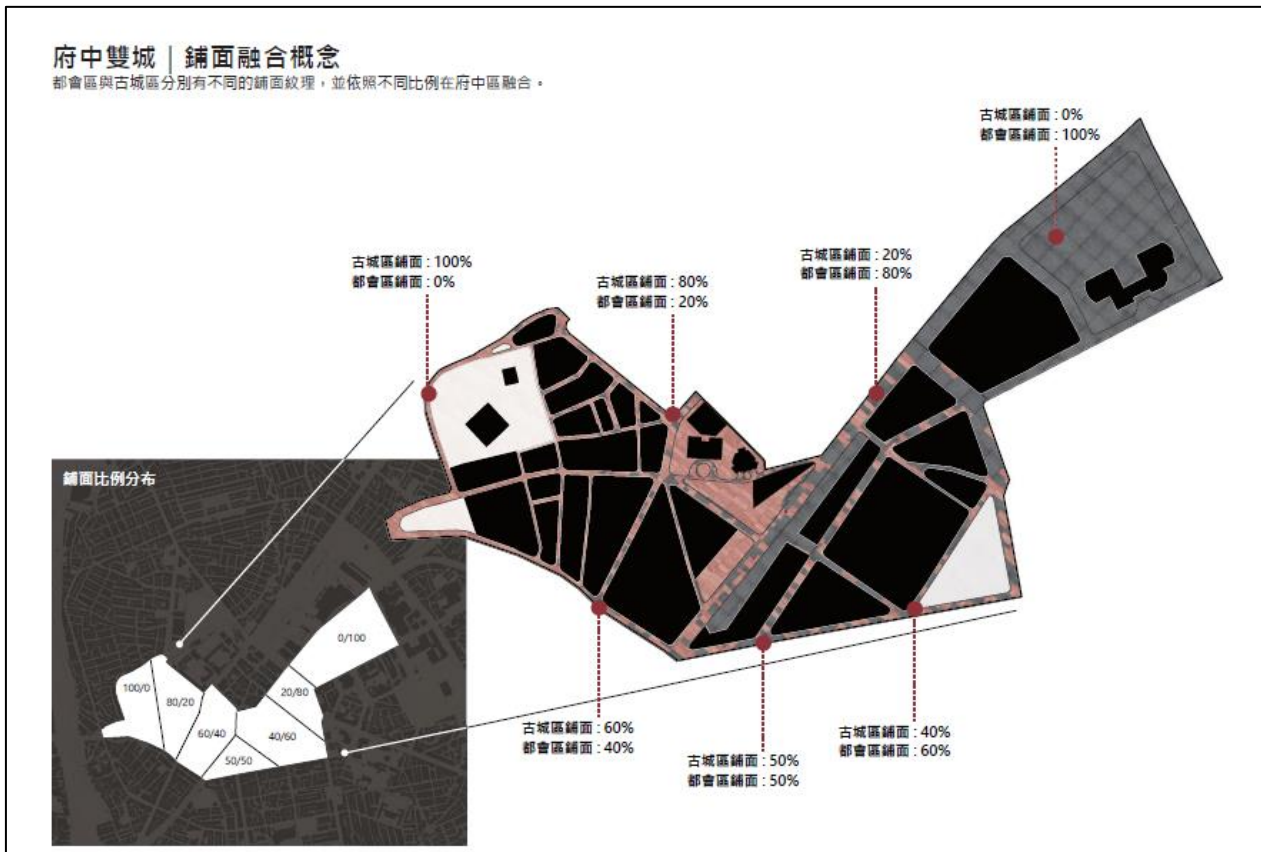 府中雙城｜鋪面融合概念
都會區與古城區分別有不同的鋪面紋理，並依照不同比例在府中區融合。
古城區鋪面 : 0%
都會區鋪面 : 100%
古城區鋪面 : 20%
都會區鋪面 : 80%
古城區鋪面 : 100%
都會區鋪面 : 0%
古城區鋪面 : 80%
都會區鋪面 : 20%
鋪面比例分布
0/100
100/0
80/20
20/80
60/40
40/60
50/50
古城區鋪面 : 60%
都會區鋪面 : 40%
古城區鋪面 : 50%
都會區鋪面 : 50%
古城區鋪面 : 40%
都會區鋪面 : 60%